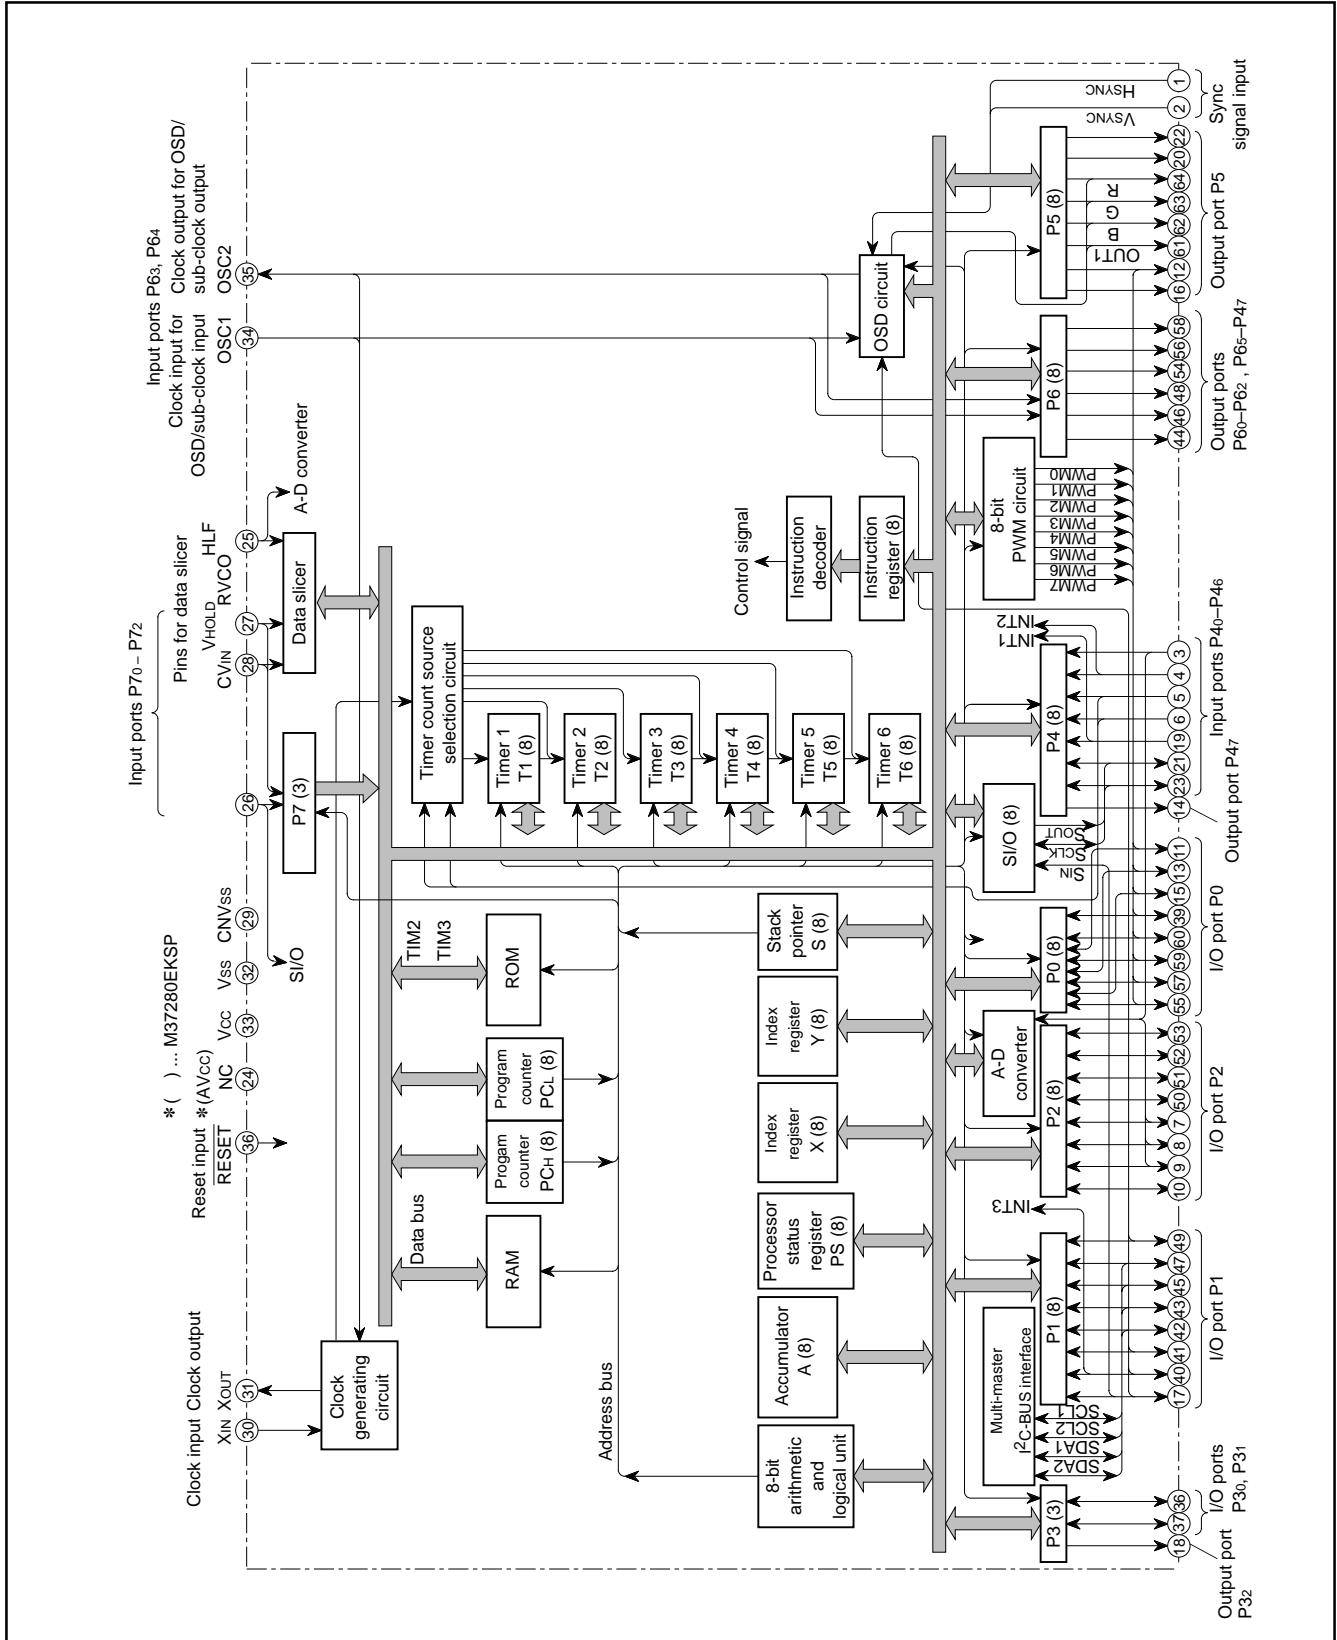 Clock input
Clock output
XIN
XOUT
30
31
Reset input
RESET
36
*( ) ... M37280EKSP
*(AVCC)
NC
24
VCC
33
VSS
32
CNVSS
29
Input ports P70 – P72
26
Pins for data slicer
CVIN
VHOLD
RVCO
HLF
28
27
25
Input ports P63, P64
Clock input for
OSD/sub-clock input
OSC1
34
Clock output for OSD/
sub-clock output
OSC2
35
SI/O
A-D converter
Clock
generating
circuit
P7 (3)
Data slicer
Data bus
TIM2
TIM3
RAM
Progam
counter
PCH (8)
Program
counter
PCL (8)
ROM
Timer count source
selection circuit
Timer 1
T1 (8)
Timer 2
T2 (8)
Timer 3
T3 (8)
Timer 4
T4 (8)
Timer 5
T5 (8)
Timer 6
T6 (8)
Address bus
8-bit
arithmetic
and
logical unit
Accumulator
A (8)
Processor
status
register
PS (8)
Index
register
X (8)
Index
register
Y (8)
Stack
pointer
S (8)
Control signal
Instruction
decoder
Instruction
register (8)
OSD circuit
P3 (3)
Multi-master
I2C-BUS interface
SDA2
SDA1
SCL2
SCL1
P1 (8)
INT3
P2 (8)
A-D
converter
P0 (8)
SI/O (8)
SIN
SCLK
SOUT
P4 (8)
INT1
INT2
8-bit
PWM circuit
PWM7
PWM6
PWM5
PWM4
PWM3
PWM2
PWM1
PWM0
P6 (8)
P5 (8)
OUT1
B
G
R
VSYNC
HSYNC
18
37
36
17
40
41
42
43
45
47
49
10
9
8
7
50
51
52
53
55
57
59
60
39
15
13
11
14
23
21
19
6
5
4
3
44
46
48
54
56
58
16
12
61
62
63
64
20
22
2
1
Output port
P32
I/O ports
P30, P31
I/O port P1
I/O port P2
I/O port P0
Output port P47
Input ports P40–P46
Output ports
P60–P62 , P65–P47
Output port P5
Sync
signal input